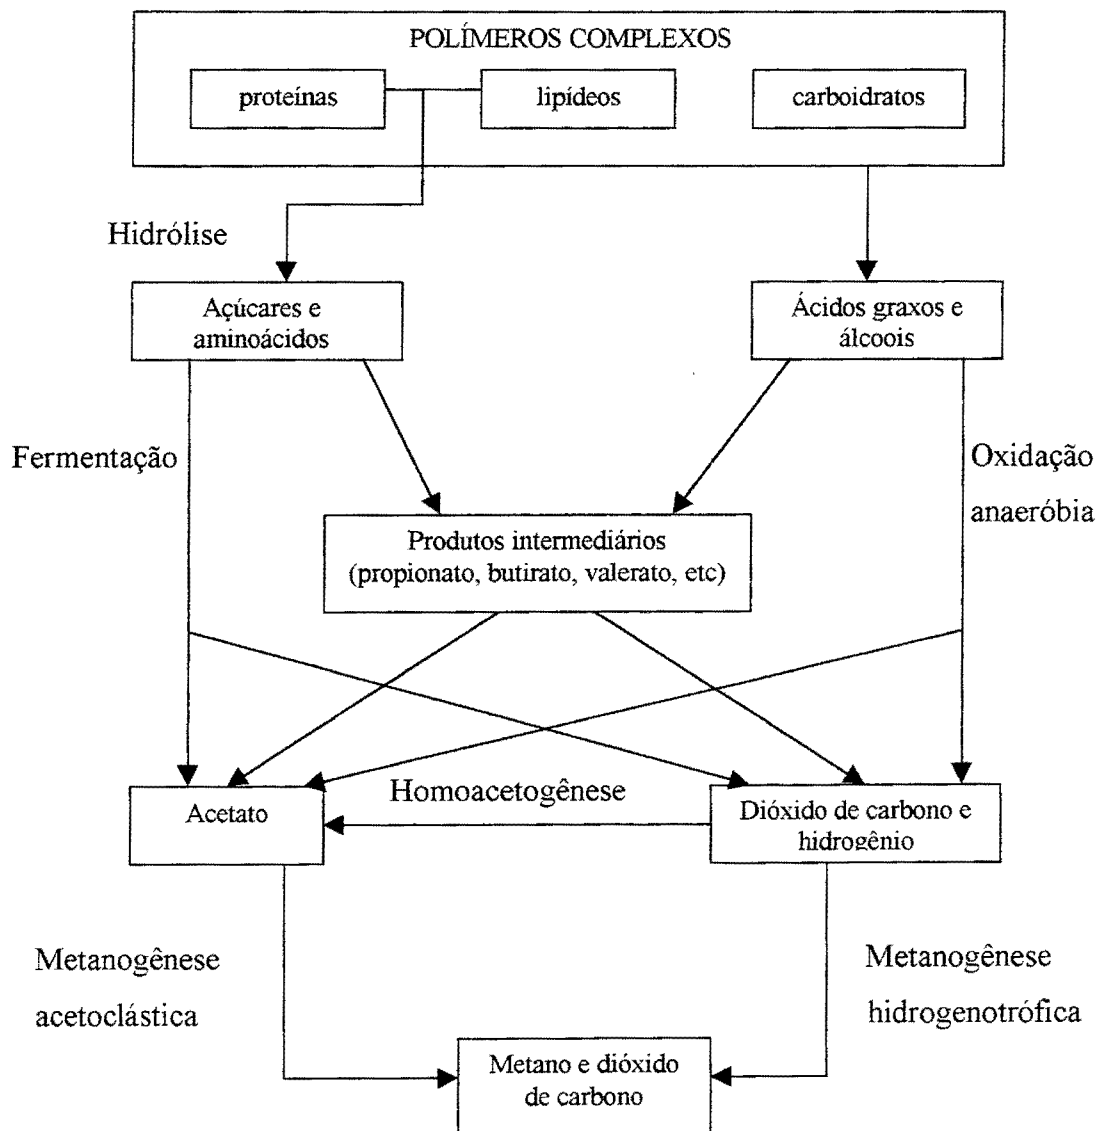 POLÍMEROS COMPLEXOS
proteínas
lipídeos
carboidratos
Hidrólise
Açúcares e
aminoácidos
Ácidos graxos e
álcoois
Fermentação
Oxidação
anaeróbia
Produtos intermediários
(propionato, butirato, valerato, etc)
Acetato
Homoacetogênese
Dióxido de carbono e
hidrogênio
Metanogênese
acetoclástica
Metanogênese
hidrogenotrófica
Metano e dióxido
de carbono